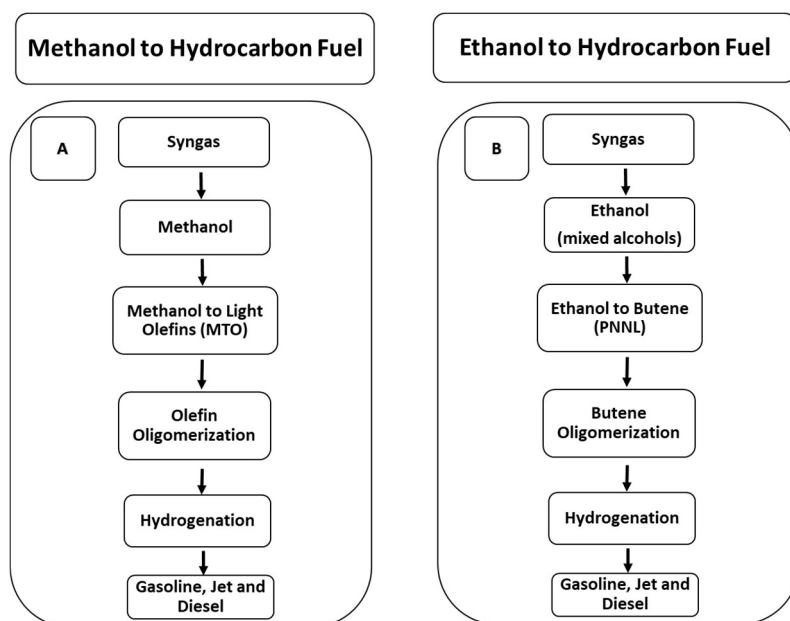 Methanol to Hydrocarbon Fuel
A
Syngas
Methanol
Methanol to Light
Olefins (MTO)
Olefin
Oligomerization
Hydrogenation
Gasoline, Jet and
Diesel
Ethanol to Hydrocarbon Fuel
B
Syngas
Ethanol
(mixed alcohols)
Ethanol to Butene
(PNNL)
Butene
Oligomerization
Hydrogenation
Gasoline, Jet and
Diesel